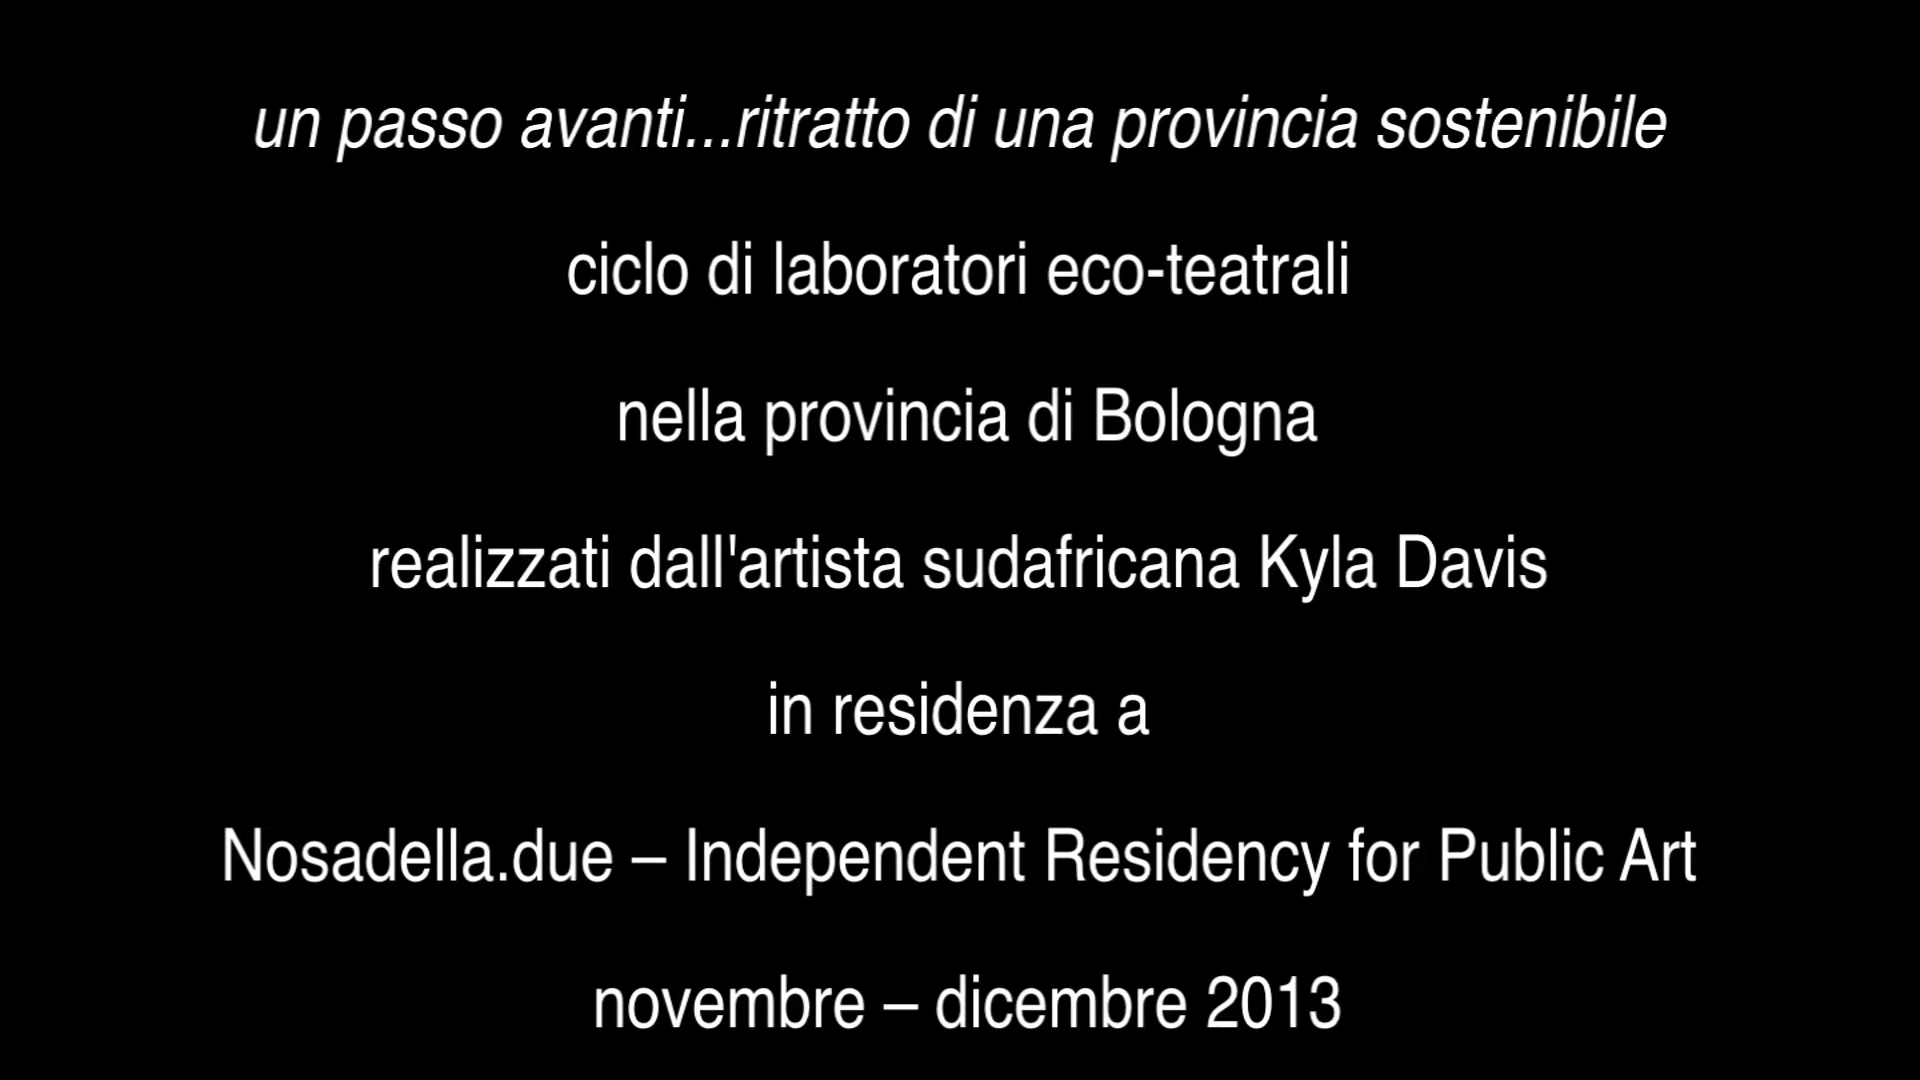 un passo avanti...ritratto di una provincia sostenibile
ciclo di laboratori eco-teatrali
nella provincia di Bologna
realizzati dall'artista sudafricana Kyla Davis
in residenza a
Nosadella.due – Independent Residency for Public Art
novembre – dicembre 2013